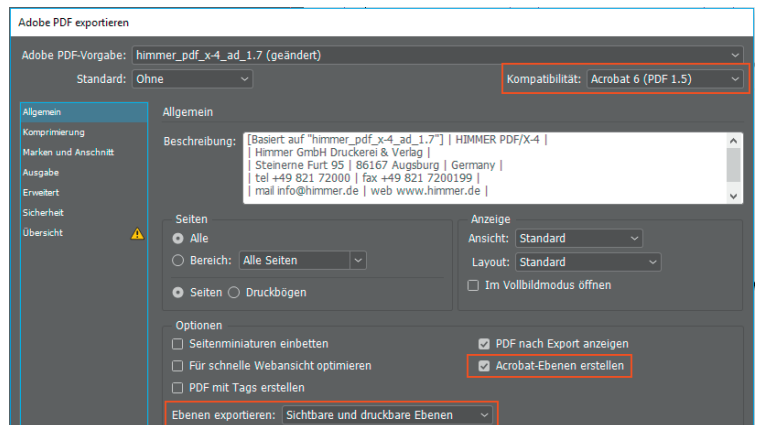 Adobe PDF exportieren
Adobe PDF-Vorgabe: himmer_pdf_x-4_ad_1.7 (geändert)
Standard: Ohne
Kompatibilität: Acrobat 6 (PDF 1.5)
Allgemein
Komprimierung
Marken und Anschnitt
Ausgabe
Erweitert
Sicherheit
Übersicht
Allgemein
Beschreibung: [Basiert auf "himmer_pdf_x-4_ad_1.7"] | HIMMER PDF/X-4 |
| Himmer GmbH Druckerei & Verlag |
| Steinerne Furt 95 | 86167 Augsburg | Germany |
| tel +49 821 72000 | fax +49 821 7200199 |
| mail info@himmer.de | web www.himmer.de |
Seiten
Alle
Bereich: Alle Seiten
Seiten Druckbögen
Anzeige
Ansicht: Standard
Layout: Standard
Im Vollbildmodus öffnen
Optionen
Seitenminiaturen einbetten
Für schnelle Webansicht optimieren
PDF mit Tags erstellen
PDF nach Export anzeigen
Acrobat-Ebenen erstellen
Ebenen exportieren: Sichtbare und druckbare Ebenen